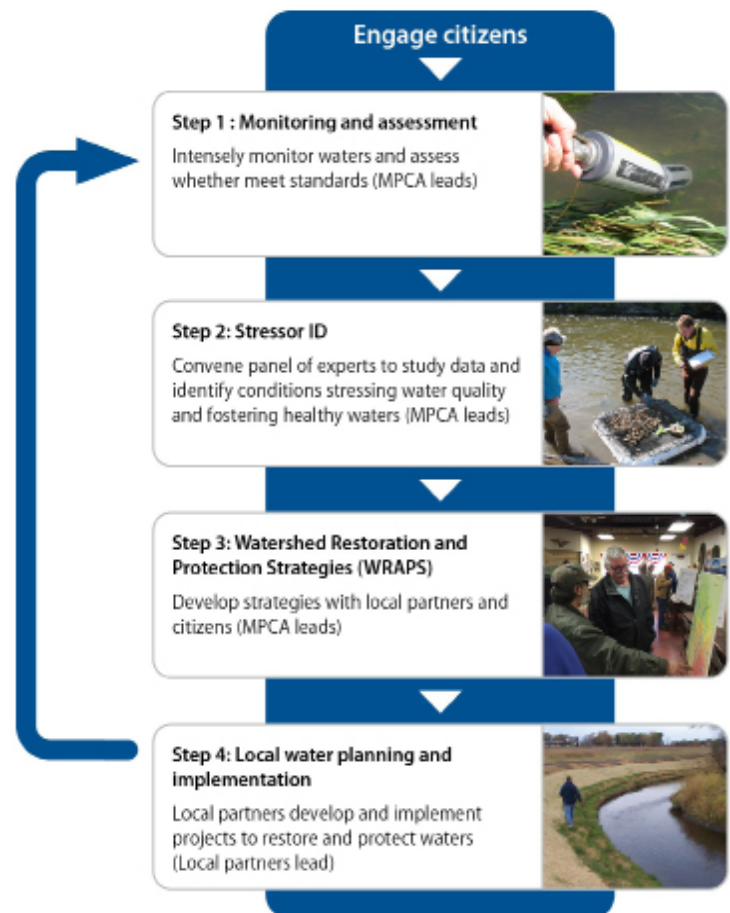 Engage citizens
Step 1 : Monitoring and assessment
Intensely monitor waters and assess
whether meet standards (MPCA leads)
Step 2: Stressor ID
Convene panel of experts to study data and
identify conditions stressing water quality
and fostering healthy waters (MPCA leads)
Step 3: Watershed Restoration and
Protection Strategies (WRAPS)
Develop strategies with local partners and
citizens (MPCA leads)
Step 4: Local water planning and
implementation
Local partners develop and implement
projects to restore and protect waters
(Local partners lead)